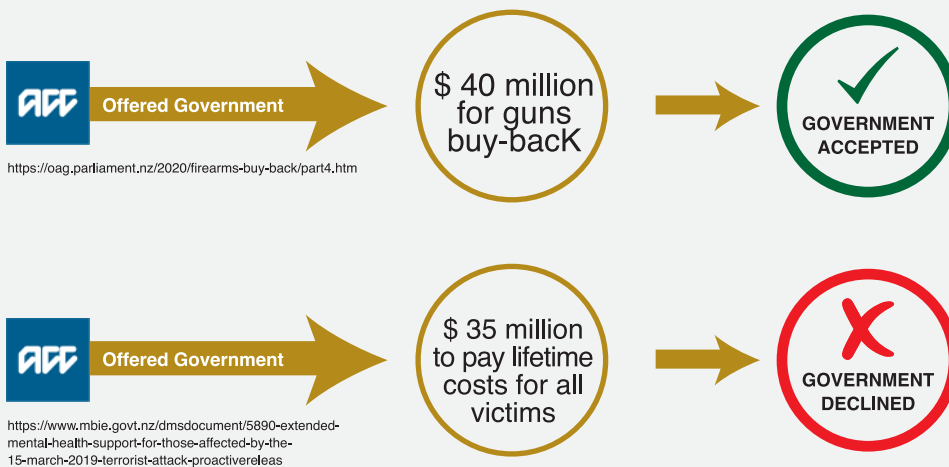 acc
Offered Government
$ 40 million
for guns
buy-bacK
GOVERNMENT
ACCEPTED
https://oag.parliament.nz/2020/firearms-buy-back/part4.htm
acc
Offered Government
$ 35 million
to pay lifetime
costs for all
victims
GOVERNMENT
DECLINED
https://www.mbie.govt.nz/dmsdocument/5890-extended-
mental-health-support-for-those-affected-by-the-
15-march-2019-terrorist-attack-proactivereleas